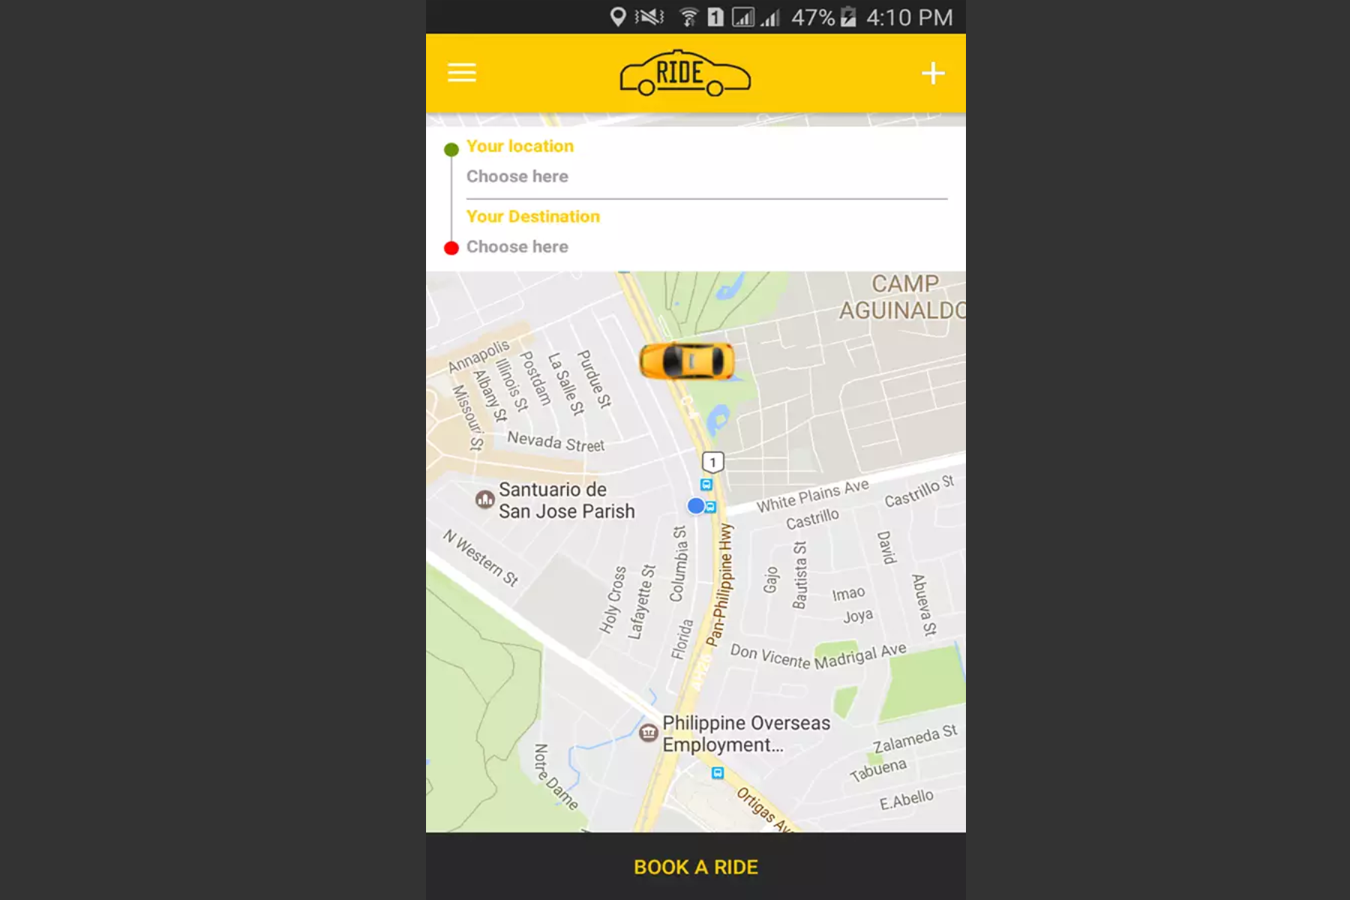 1
47%
4:10 PM
RIDE
Your location
Choose here
Your Destination
Choose here
CAMP
AGUINALDO
Annapolis
Purdue St
La Salle St
Postdam
Illinois St
Albany St
Missouri St
Nevada Street
1
Santuario de
San Jose Parish
White Plains Ave
Castrillo St
Castrillo
N Western St
Columbia St
Pan-Philippine Hwy
David
Gajo
Bautista St
Holy Cross
Lafayette St
Imao
Abueva St
Joya
Florida
Don Vicente Madrigal Ave
AH26
Philippine Overseas
Employment...
Zalameda St
Notre Dame
Tabuena
Ortigas Av
E.Abello
BOOK A RIDE